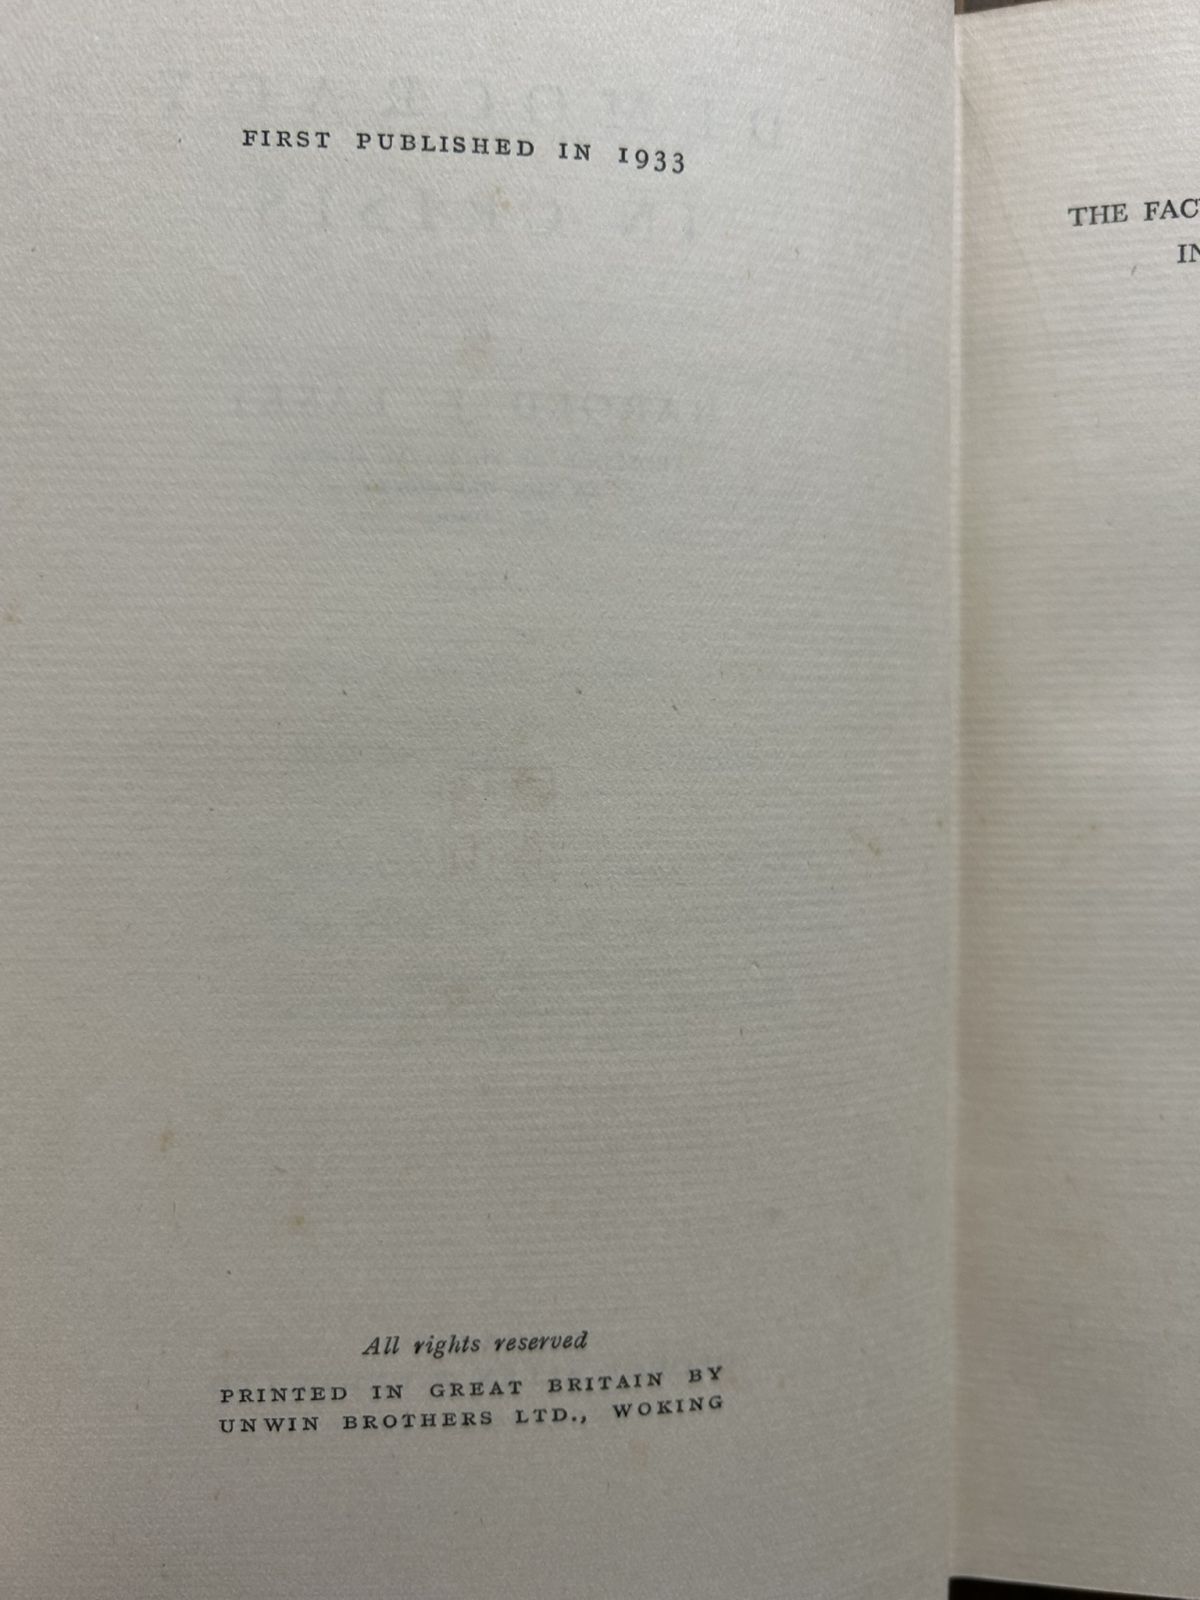 FIRST PUBLISHED IN 1933
All rights reserved
PRINTED IN GREAT BRITAIN BY
UNWIN BROTHERS LTD., WOKING
THE FAC
IN